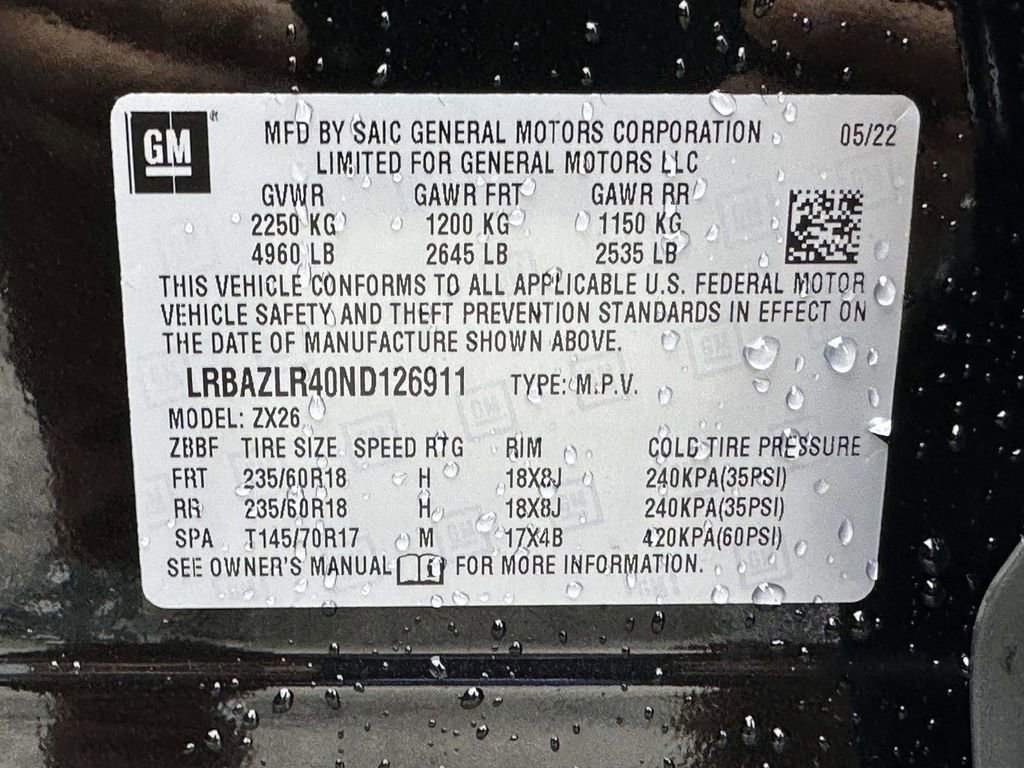 GM
MFD BY SAIC GENERAL MOTORS CORPORATION 05/22
LIMITED FOR GENERAL MOTORS LLC
GVWR GAWR FRT GAWR RR
2250 KG 1200 KG 1150 KG
4960 LB 2645 LB 2535 LB
THIS VEHICLE CONFORMS TO ALL APPLICABLE U.S. FEDERAL MOTOR
VEHICLE SAFETY AND THEFT PREVENTION STANDARDS IN EFFECT ON
THE DATE OF MANUFACTURE SHOWN ABOVE.
LRBAZLR40ND126911 TYPE: M.P.V.
MODEL: ZX26
ZBBF TIRE SIZE SPEED RTG RIM COLD TIRE PRESSURE
FRT 235/60R18 H 18X8J 240KPA(35PSI)
RR 235/60R18 H 18X8J 240KPA(35PSI)
SPA T145/70R17 M 17X4B 420KPA(60PSI)
SEE OWNER'S MANUAL FOR MORE INFORMATION.